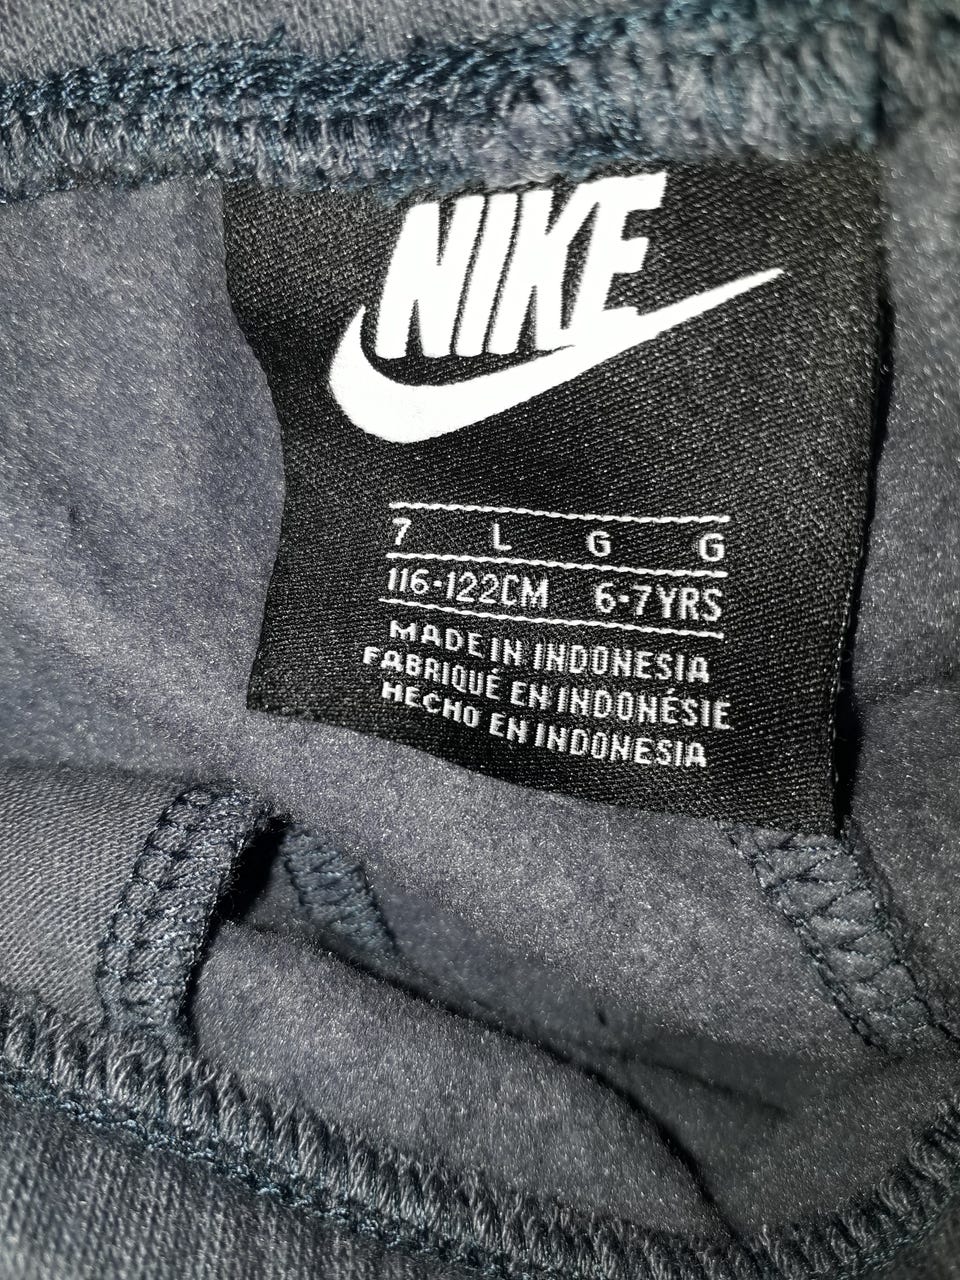 NIKE
7 L G G
116-122CM 6-7YRS
MADE IN INDONESIA
FABRIQUÉ EN INDONÉSIE
HECHO EN INDONESIA